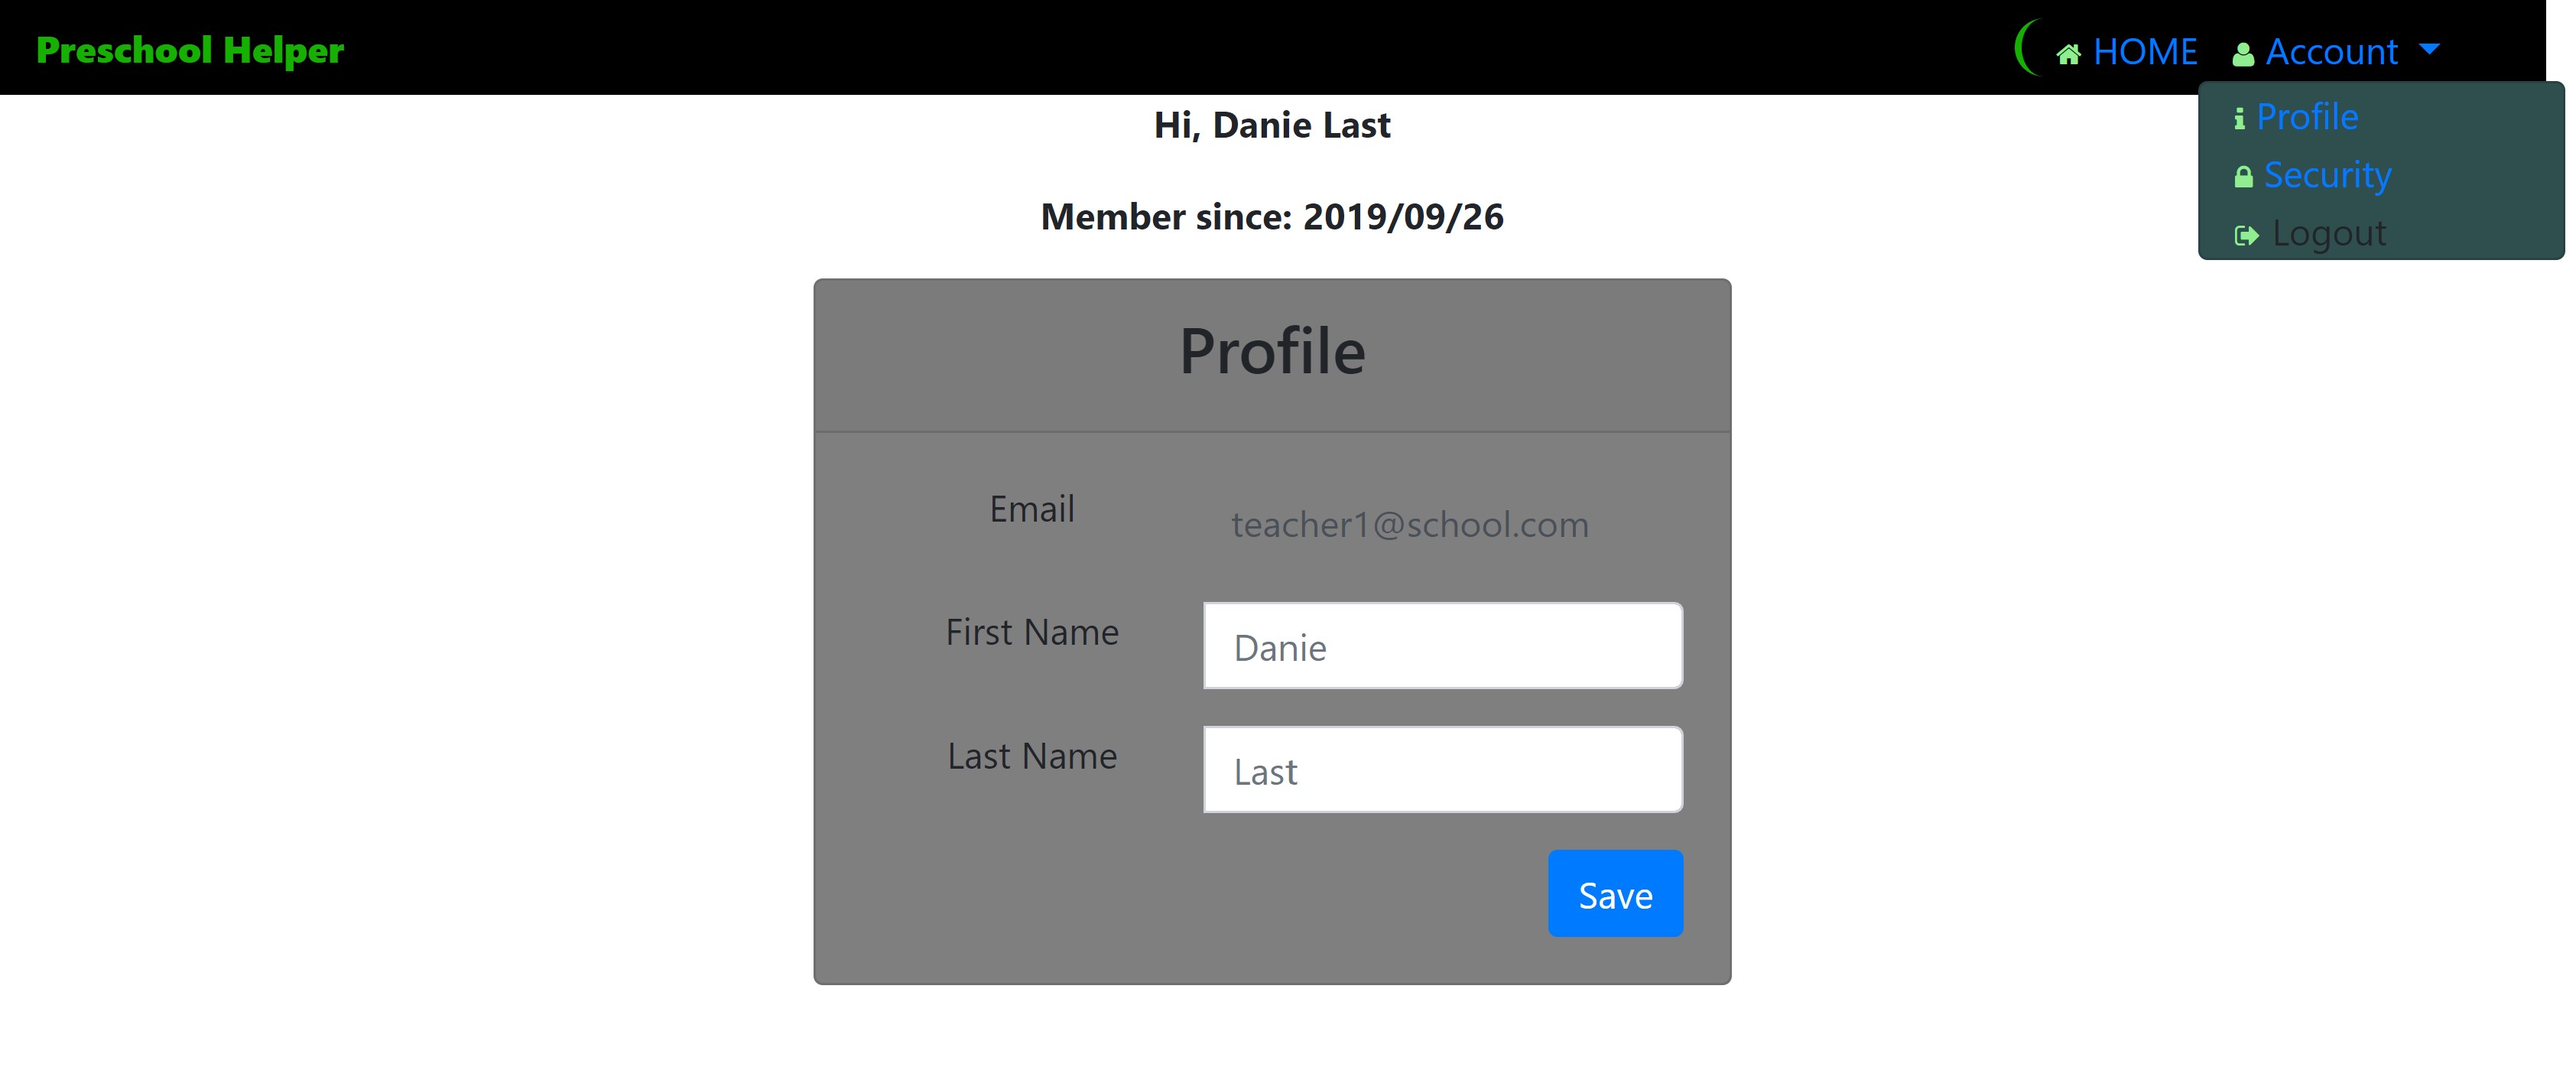 Preschool Helper
HOME
Account
Profile
Security
Logout
Hi, Danie Last
Member since: 2019/09/26
Profile
Email
teacher1@school.com
First Name
Danie
Last Name
Last
Save